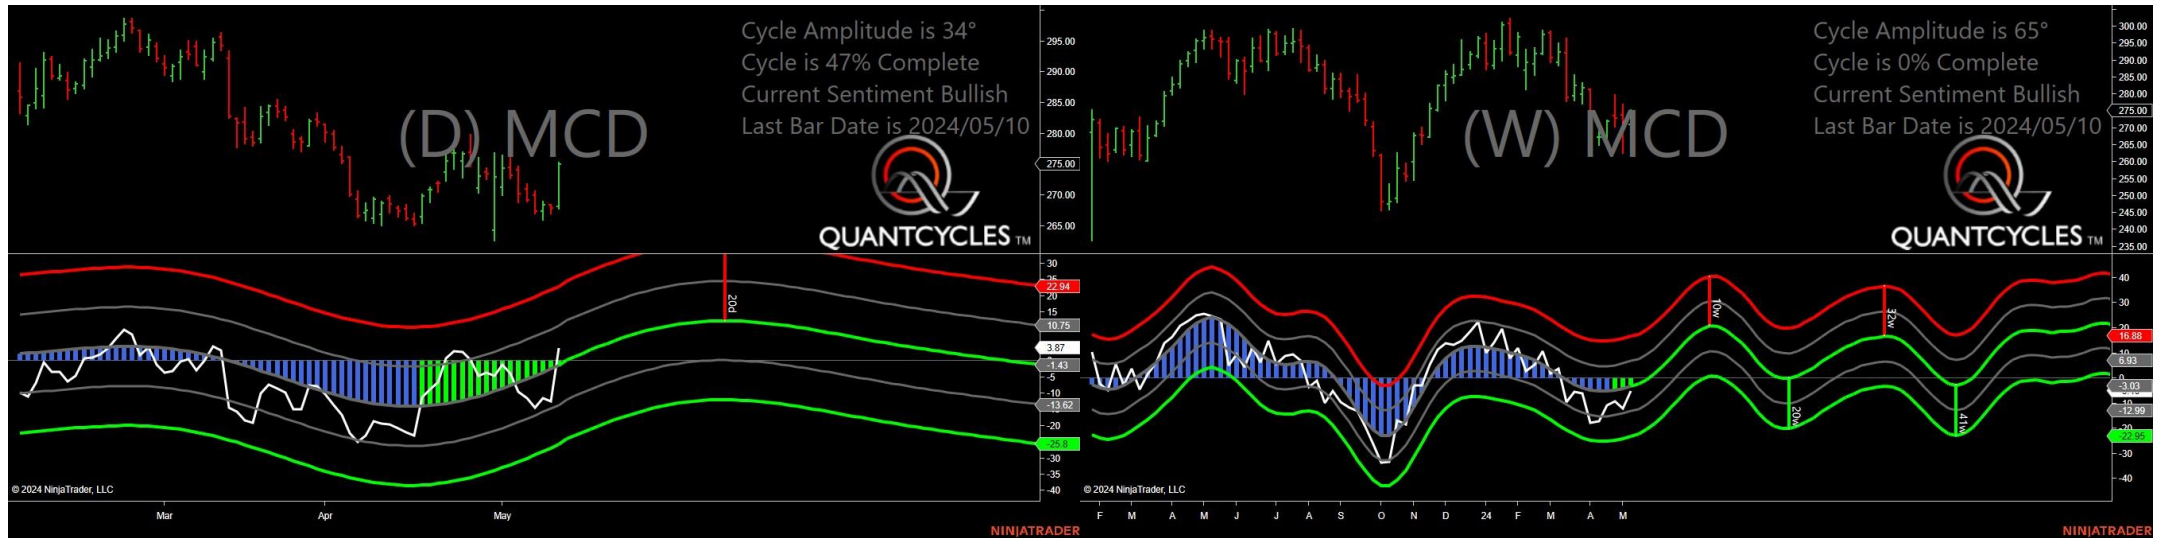 Cycle Amplitude is 34°
Cycle is 47% Complete
Current Sentiment Bullish
Last Bar Date is 2024/05/10
(D) MCD
QUANTCYCLES TM
295.00
290.00
285.00
280.00
275.00
270.00
265.00
20d
30
25
22.94
20
15
10.75
3.87
-1.43
-5
-10
-13.62
-20
-25.8
-30
-35
-40
© 2024 NinjaTrader, LLC
Mar
Apr
May
NINJATRADER
Cycle Amplitude is 65°
Cycle is 0% Complete
Current Sentiment Bullish
Last Bar Date is 2024/05/10
(W) MCD
QUANTCYCLES TM
300.00
295.00
290.00
285.00
280.00
275.00
270.00
265.00
260.00
255.00
250.00
245.00
240.00
235.00
10w
32w
20w
41w
40
30
20
16.88
10
6.93
0
-3.03
-10
-12.99
-20
-22.95
-30
-40
© 2024 NinjaTrader, LLC
F M A M J J A S O N D 24 F M A M
NINJATRADER